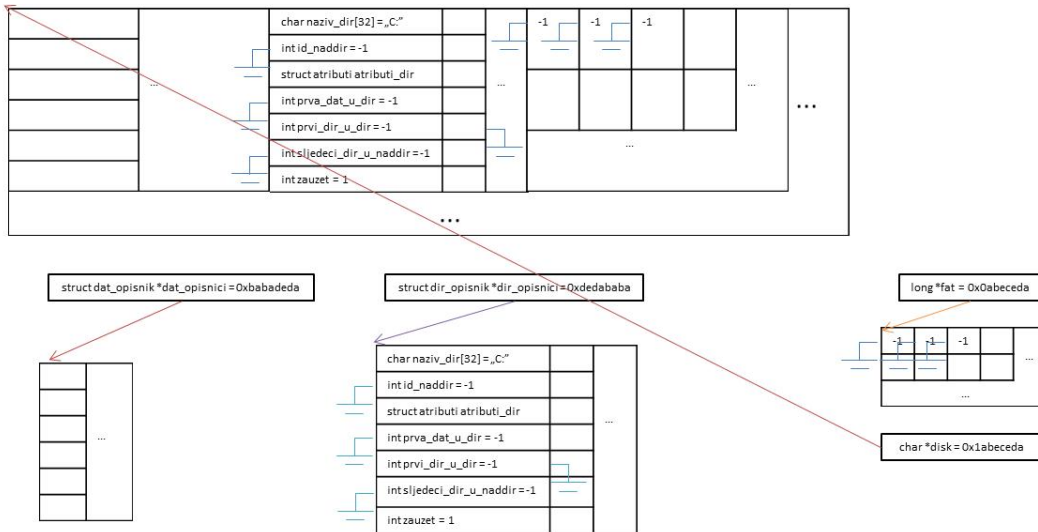 char naziv_dir[32] = „C:”
-1 -1 -1
int id_naddir = -1
struct atributi atributi_dir
...
...
...
int prva_dat_u_dir = -1
...
int prvi_dir_u_dir = -1
...
int sljedeci_dir_u_naddir = -1
int zauzet = 1
...
struct dat_opisnik *dat_opisnici = 0xbabadeda
struct dir_opisnik *dir_opisnici = 0xdedababa
long *fat = 0x0abeceda
-1 -1 -1
...
...
char naziv_dir[32] = „C:”
int id_naddir = -1
struct atributi atributi_dir
...
...
int prva_dat_u_dir = -1
int prvi_dir_u_dir = -1
int sljedeci_dir_u_naddir = -1
int zauzet = 1
char *disk = 0x1abeceda